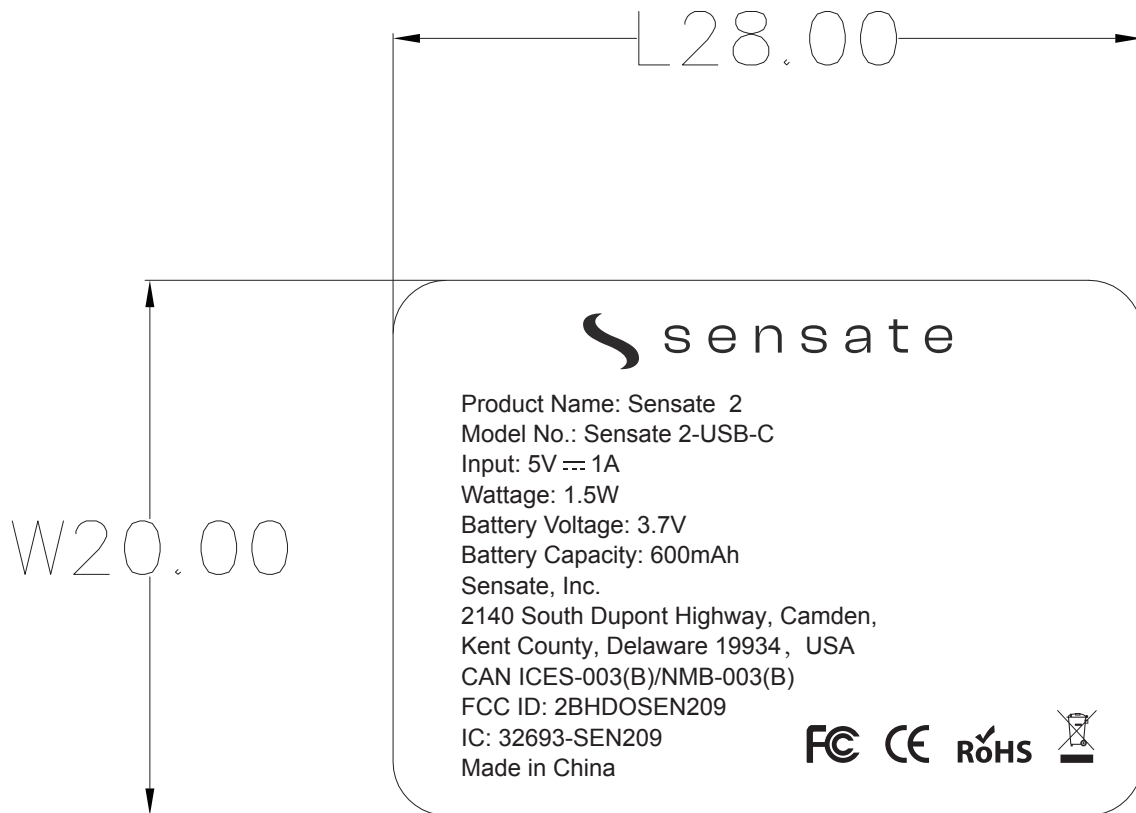 L28.00
sensate
Product Name: Sensate 2
Model No.: Sensate 2-USB-C
Input: 5V ⎓ 1A
Wattage: 1.5W
W20.00
Battery Voltage: 3.7V
Battery Capacity: 600mAh
Sensate, Inc.
2140 South Dupont Highway, Camden,
Kent County, Delaware 19934，USA
CAN ICES-003(B)/NMB-003(B)
FCC ID: 2BHDOSEN209
IC: 32693-SEN209
Made in China
FC CE RoHS